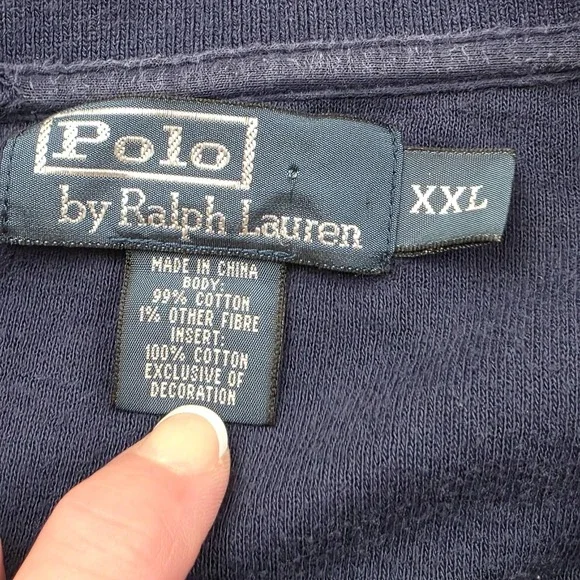 Polo
by Ralph Lauren
XXL
MADE IN CHINA
BODY:
99% COTTON
1% OTHER FIBRE
INSERT:
100% COTTON
EXCLUSIVE OF
DECORATION